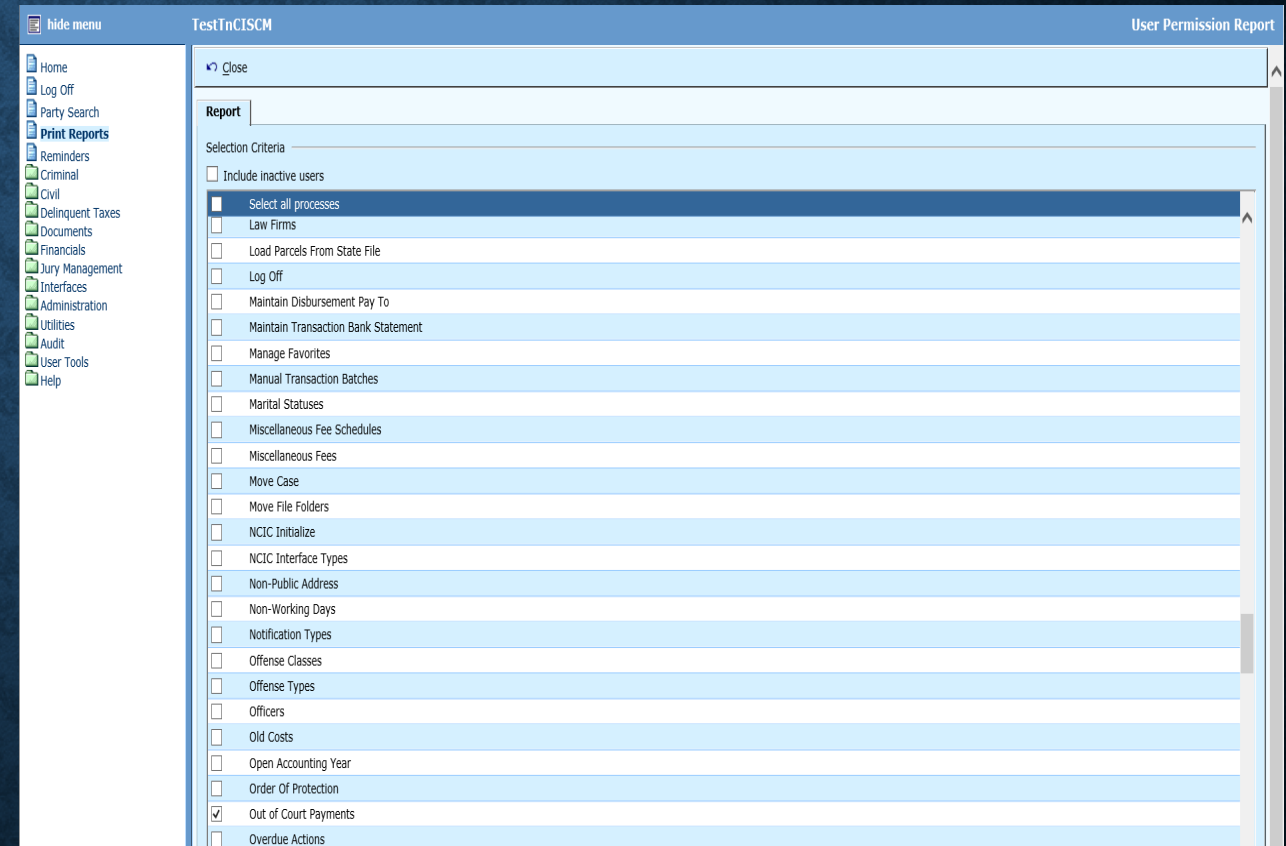 hide menu
TestTnCISCM
User Permission Report
Home
Log Off
Party Search
Print Reports
Reminders
Criminal
Civil
Delinquent Taxes
Documents
Financials
Jury Management
Interfaces
Administration
Utilities
Audit
User Tools
Help
Close
Report
Selection Criteria
Include inactive users
Select all processes
Law Firms
Load Parcels From State File
Log Off
Maintain Disbursement Pay To
Maintain Transaction Bank Statement
Manage Favorites
Manual Transaction Batches
Marital Statuses
Miscellaneous Fee Schedules
Miscellaneous Fees
Move Case
Move File Folders
NCIC Initialize
NCIC Interface Types
Non-Public Address
Non-Working Days
Notification Types
Offense Classes
Offense Types
Officers
Old Costs
Open Accounting Year
Order Of Protection
Out of Court Payments
Overdue Actions